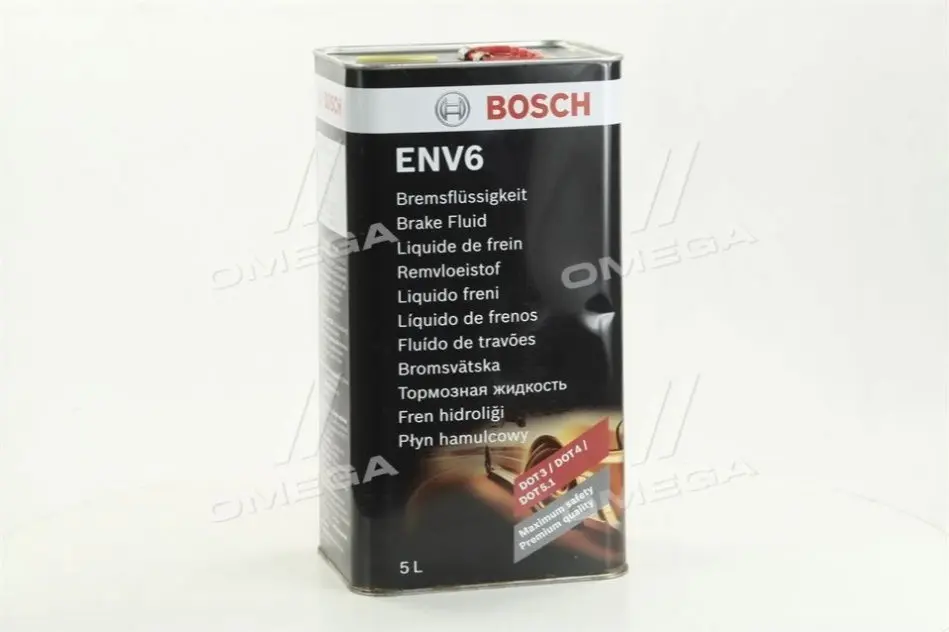 BOSCH
ENV6
Bremsflüssigkeit
Brake Fluid
Liquide de frein
Remvloeistof
Liquido freni
Líquido de frenos
Fluído de travões
Bromsvätska
Тормозная жидкость
Fren hidroliği
Płyn hamulcowy
DOT 3 / DOT 4 /
DOT 5.1
Maximum safety
Premium quality
5 L
OMEGA
OMEGA
OMEGA
OMEGA